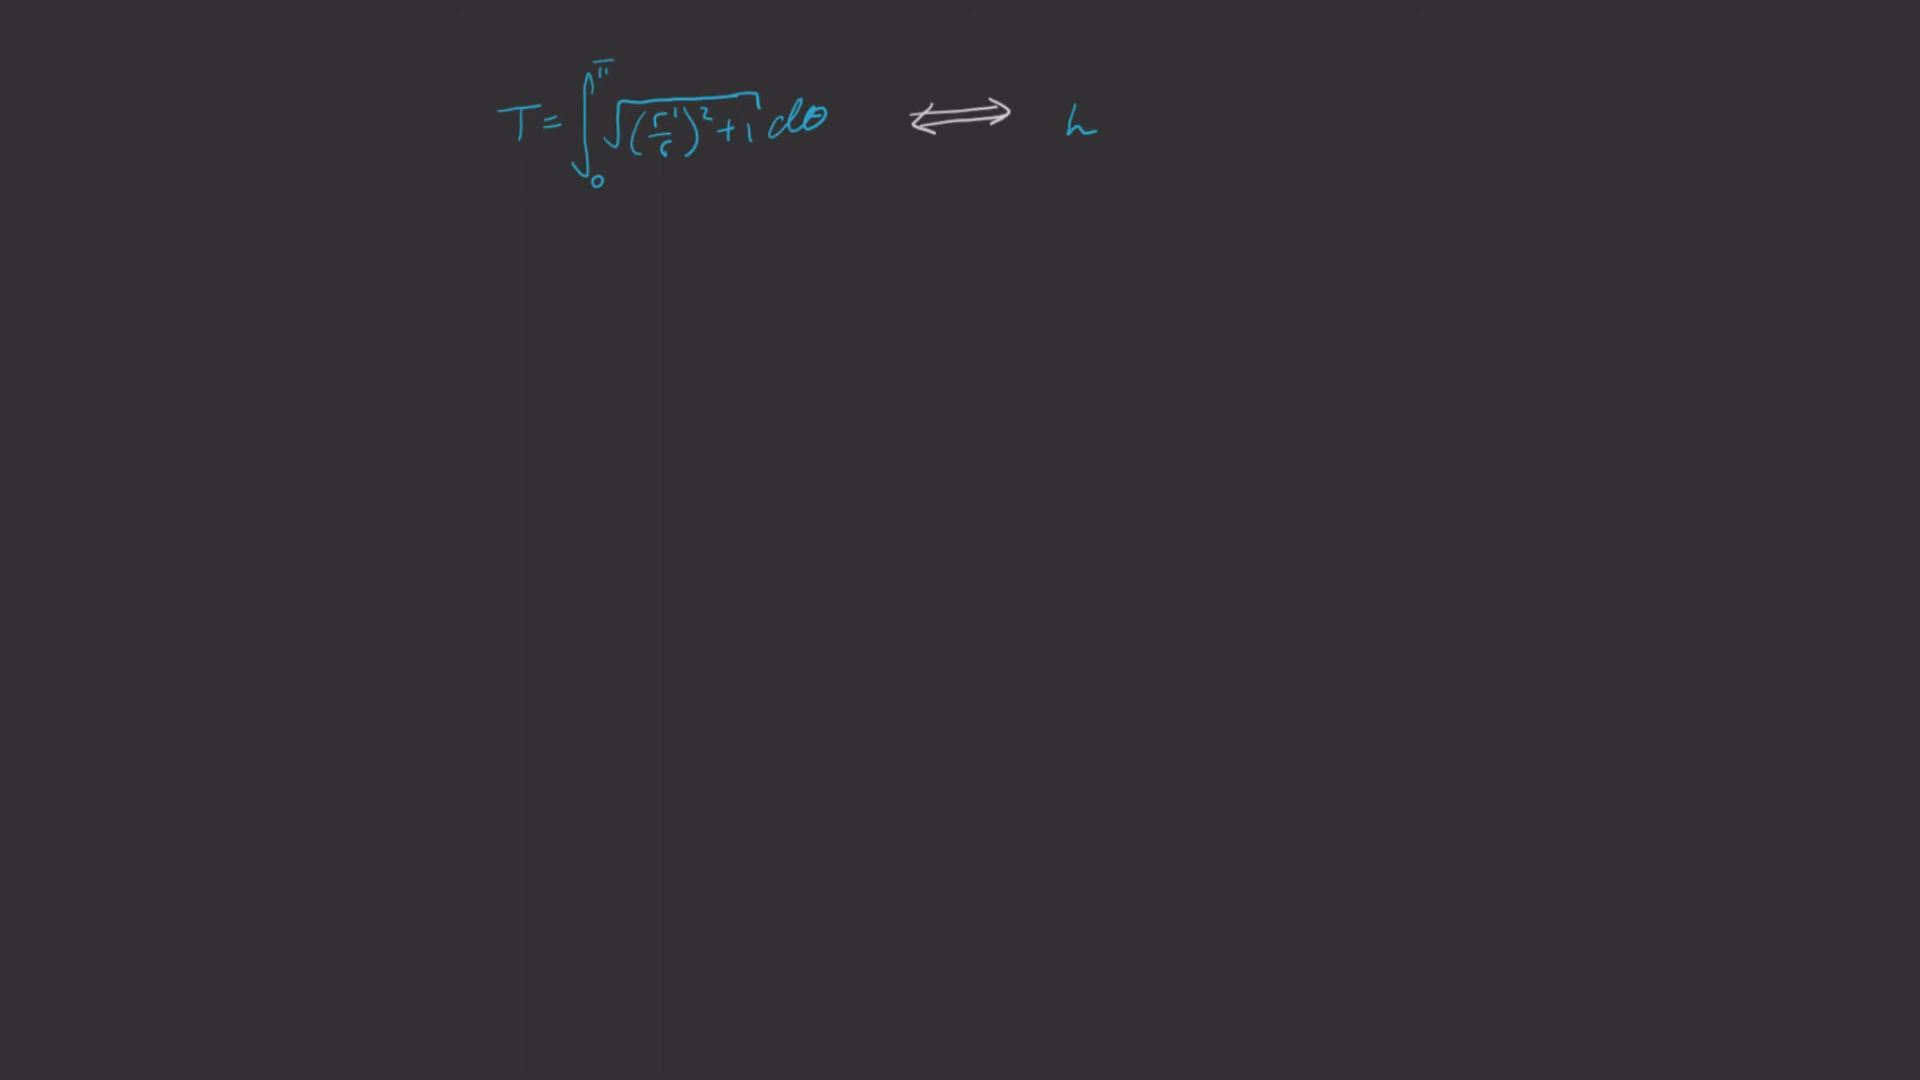 T = ∫₀^π √((r'/r)² + 1) dθ ⟺ h